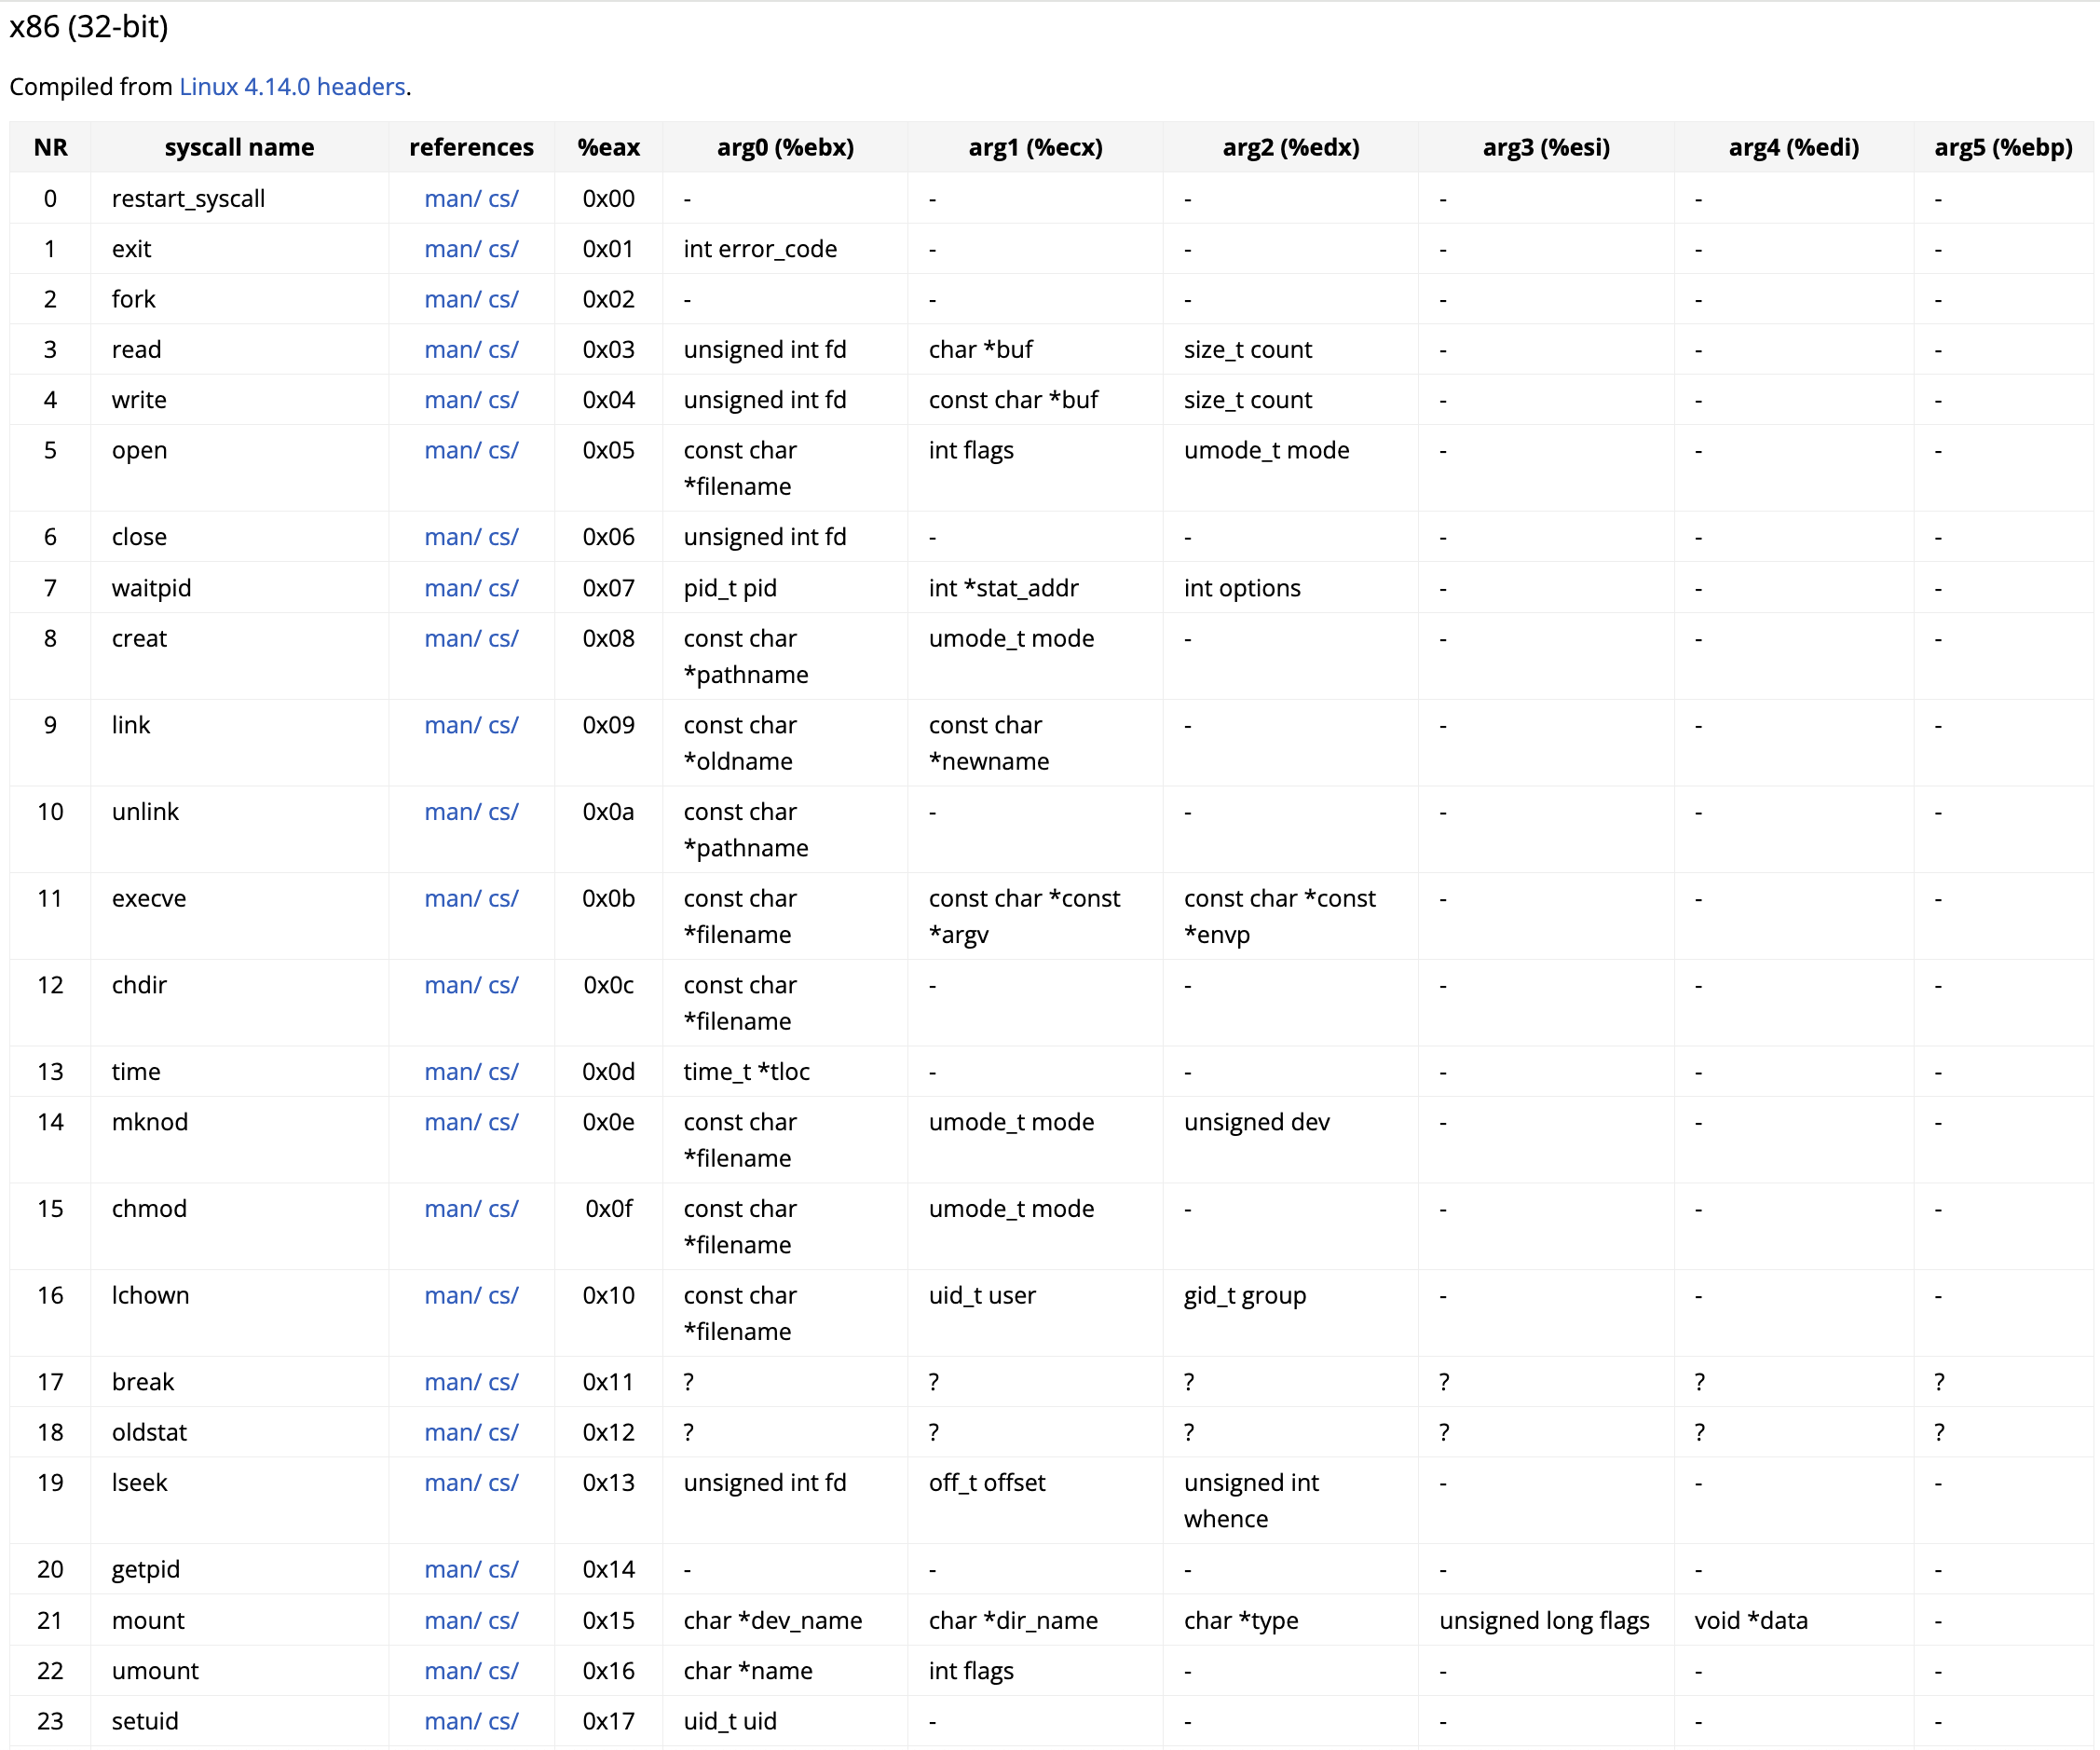 x86 (32-bit)
Compiled from Linux 4.14.0 headers.
NR syscall name references %eax arg0 (%ebx) arg1 (%ecx) arg2 (%edx) arg3 (%esi) arg4 (%edi) arg5 (%ebp)
0 restart_syscall man/ cs/ 0x00 - - - - - -
1 exit man/ cs/ 0x01 int error_code - - - - -
2 fork man/ cs/ 0x02 - - - - - -
3 read man/ cs/ 0x03 unsigned int fd char *buf size_t count - - -
4 write man/ cs/ 0x04 unsigned int fd const char *buf size_t count - - -
5 open man/ cs/ 0x05 const char int flags umode_t mode - - -
*filename
6 close man/ cs/ 0x06 unsigned int fd - - - - -
7 waitpid man/ cs/ 0x07 pid_t pid int *stat_addr int options - - -
8 creat man/ cs/ 0x08 const char umode_t mode - - - -
*pathname
9 link man/ cs/ 0x09 const char const char - - - -
*oldname *newname
10 unlink man/ cs/ 0x0a const char - - - - -
*pathname
11 execve man/ cs/ 0x0b const char const char *const const char *const - - -
*filename *argv *envp
12 chdir man/ cs/ 0x0c const char - - - - -
*filename
13 time man/ cs/ 0x0d time_t *tloc - - - - -
14 mknod man/ cs/ 0x0e const char umode_t mode unsigned dev - - -
*filename
15 chmod man/ cs/ 0x0f const char umode_t mode - - - -
*filename
16 lchown man/ cs/ 0x10 const char uid_t user gid_t group - - -
*filename
17 break man/ cs/ 0x11 ? ? ? ? ? ?
18 oldstat man/ cs/ 0x12 ? ? ? ? ? ?
19 lseek man/ cs/ 0x13 unsigned int fd off_t offset unsigned int - - -
whence
20 getpid man/ cs/ 0x14 - - - - - -
21 mount man/ cs/ 0x15 char *dev_name char *dir_name char *type unsigned long flags void *data -
22 umount man/ cs/ 0x16 char *name int flags - - - -
23 setuid man/ cs/ 0x17 uid_t uid - - - - -